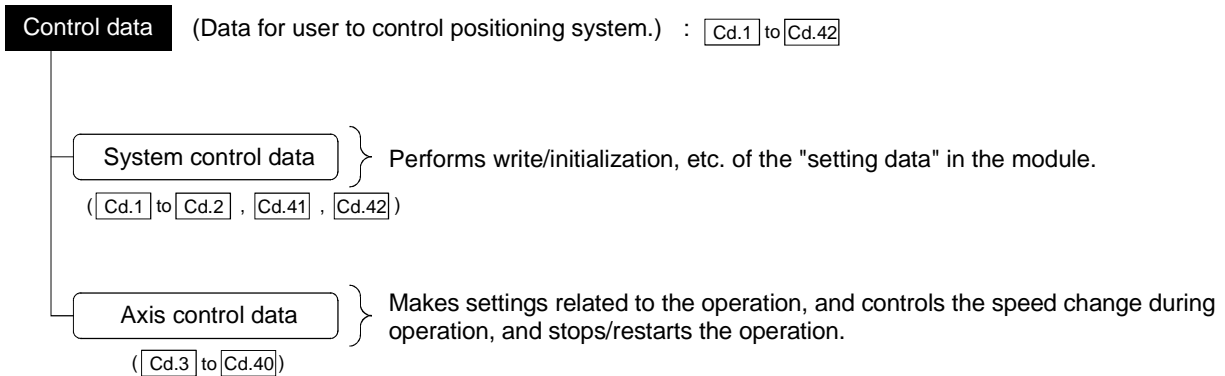 Control data (Data for user to control positioning system.) : Cd.1 to Cd.42
System control data Performs write/initialization, etc. of the "setting data" in the module.
( Cd.1 to Cd.2 , Cd.41 , Cd.42 )
Axis control data Makes settings related to the operation, and controls the speed change during
operation, and stops/restarts the operation.
( Cd.3 to Cd.40 )